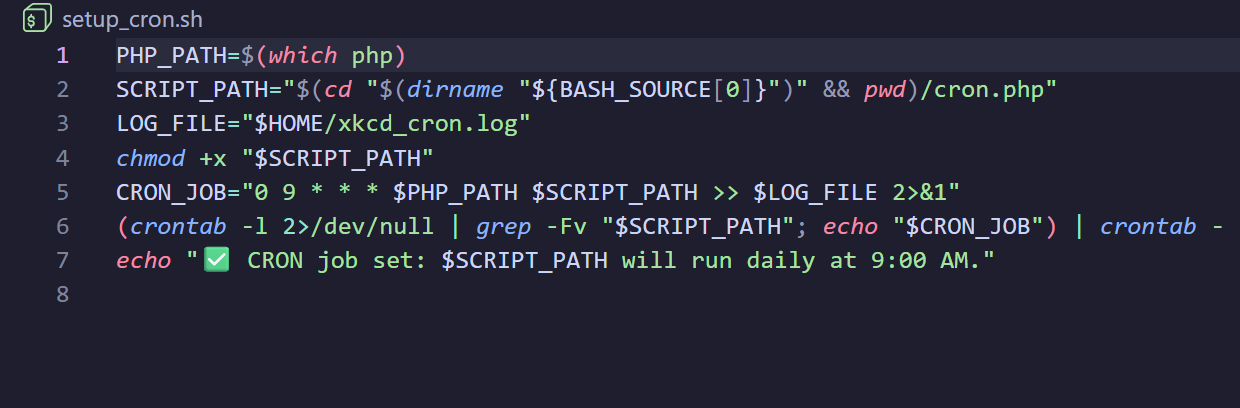 $ setup_cron.sh
1 PHP_PATH=$(which php)
2 SCRIPT_PATH="$(cd "$(dirname "${BASH_SOURCE[0]}")" && pwd)/cron.php"
3 LOG_FILE="$HOME/xkcd_cron.log"
4 chmod +x "$SCRIPT_PATH"
5 CRON_JOB="0 9 * * * $PHP_PATH $SCRIPT_PATH >> $LOG_FILE 2>&1"
6 (crontab -l 2>/dev/null | grep -Fv "$SCRIPT_PATH"; echo "$CRON_JOB") | crontab -
7 echo "✅ CRON job set: $SCRIPT_PATH will run daily at 9:00 AM."
8